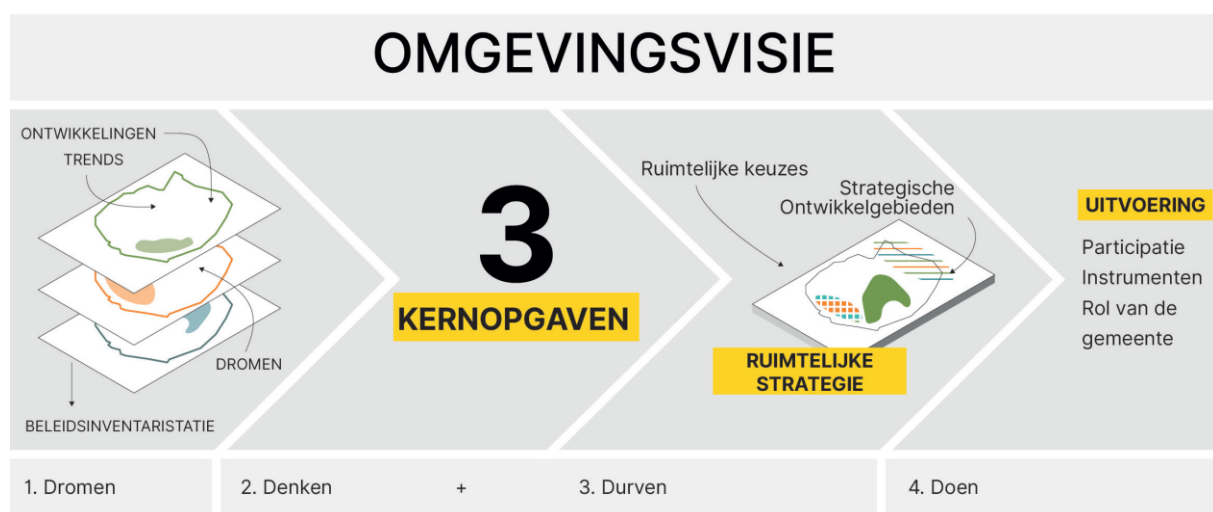 OMGEVINGSVISIE
ONTWIKKELINGEN
TRENDS
DROMEN
BELEIDSINVENTARISTATIE
3
KERNOPGAVEN
Ruimtelijke keuzes
Strategische
Ontwikkelgebieden
RUIMTELIJKE
STRATEGIE
UITVOERING
Participatie
Instrumenten
Rol van de
gemeente
1. Dromen
2. Denken + 3. Durven
4. Doen